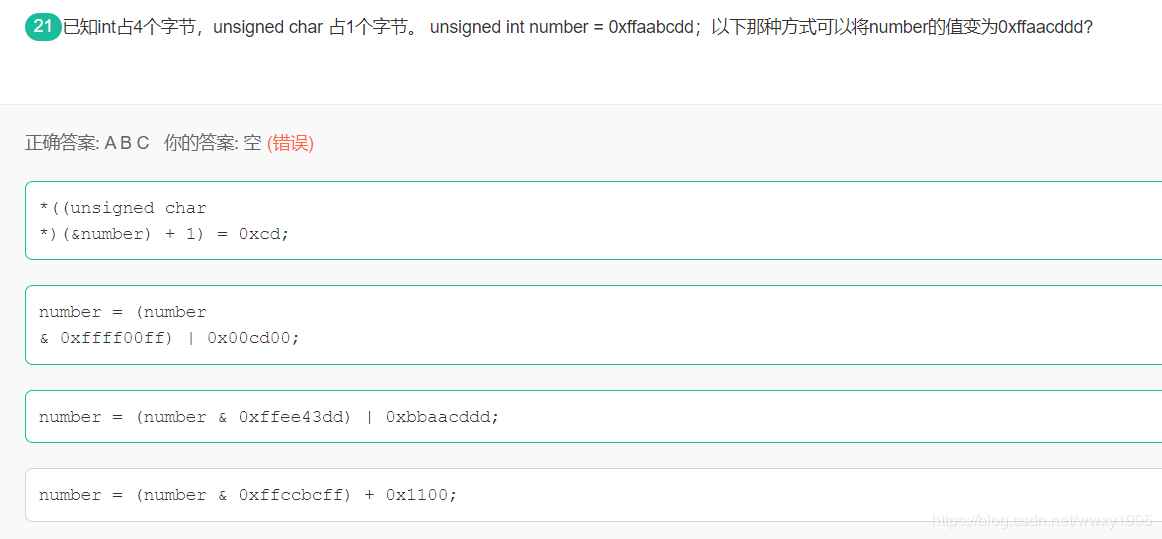 21 已知int占4个字节，unsigned char 占1个字节。 unsigned int number = 0xffaabcdd；以下那种方式可以将number的值变为0xffaacddd?
正确答案: A B C 你的答案: 空 (错误)
*((unsigned char
*)(&number) + 1) = 0xcd;
number = (number
& 0xffff00ff) | 0x00cd00;
number = (number & 0xffee43dd) | 0xbbaacddd;
number = (number & 0xffccbcff) + 0x1100;
https://blog.csdn.net/wwxy1995